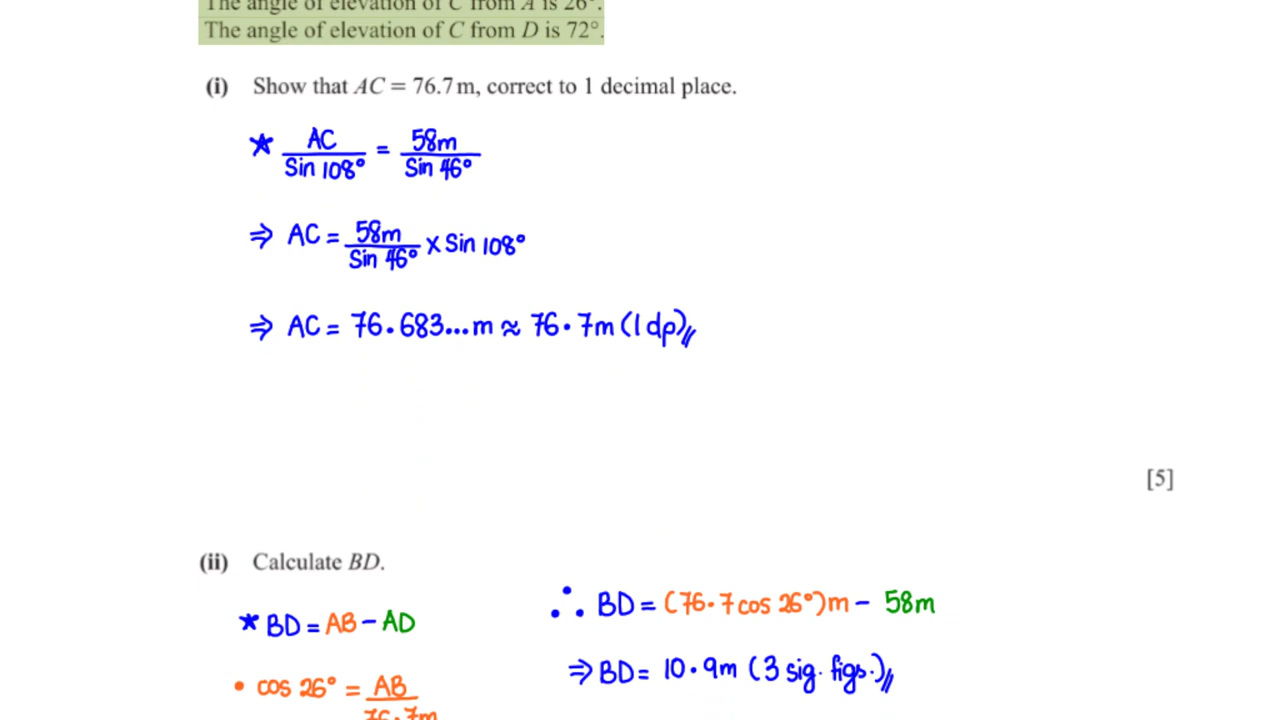 The angle of elevation of C from A is 26°.
The angle of elevation of C from D is 72°.
(i) Show that AC = 76.7 m, correct to 1 decimal place.
* AC/Sin 108° = 58m/Sin 46°
⇒ AC = 58m/Sin 46° × Sin 108°
⇒ AC = 76.683...m ≈ 76.7m (1 dp)//
[5]
(ii) Calculate BD.
* BD = AB - AD
• cos 26° = AB/76.7m
∴ BD = (76.7 cos 26°)m - 58m
⇒ BD = 10.9m (3 sig. figs.)//